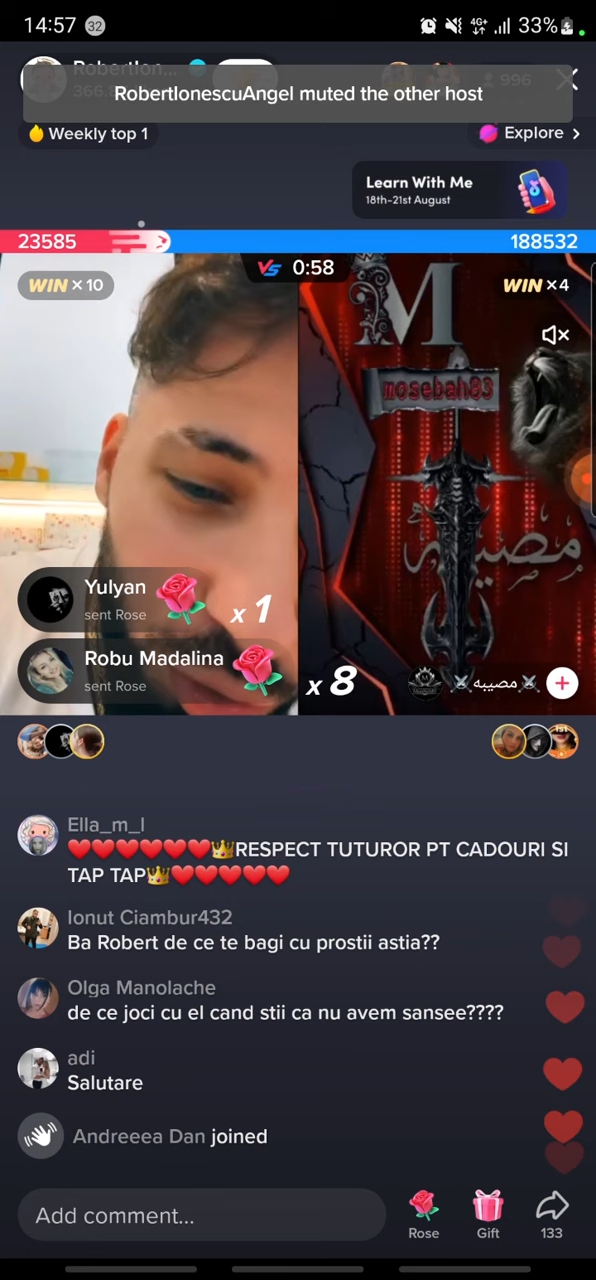 14:57
32
4G+
33%
RobertIonescuAngel muted the other host
996
Weekly top 1
Explore >
Learn With Me
18th-21st August
23585
188532
VS 0:58
WIN × 10
WIN ×4
M
mosebah83
مصيبه
Yulyan
sent Rose
x 1
Robu Madalina
sent Rose
x 8
⚔️مصيبه⚔️
Ella_m_l
❤️❤️❤️❤️❤️❤️👑RESPECT TUTUROR PT CADOURI SI
TAP TAP👑❤️❤️❤️❤️❤️
Ionut Ciambur432
Ba Robert de ce te bagi cu prostii astia??
Olga Manolache
de ce joci cu el cand stii ca nu avem sansee????
adi
Salutare
Andreeea Dan joined
Add comment...
Rose
Gift
133